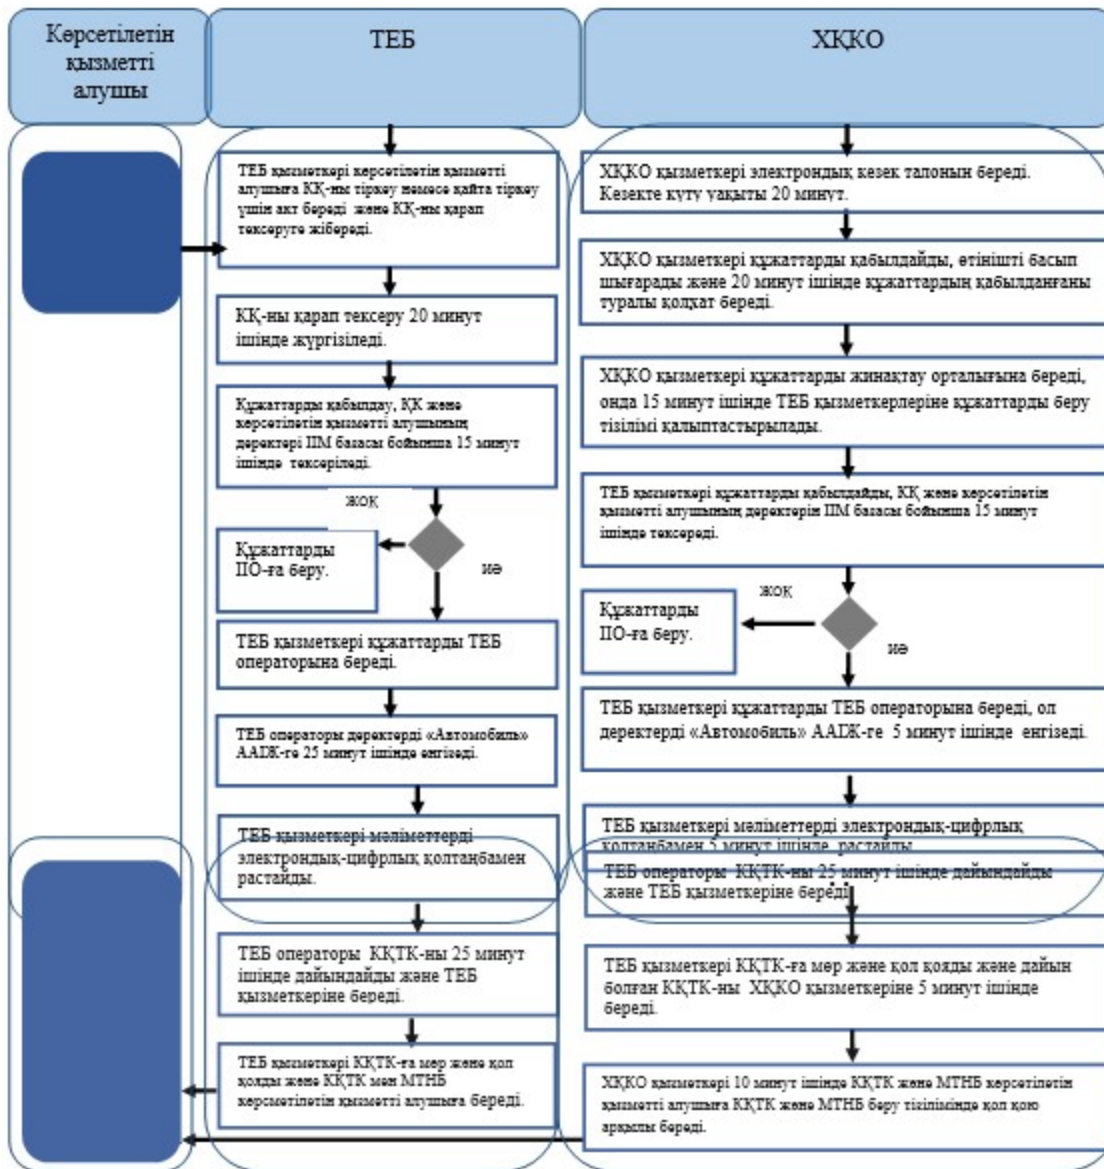 Көрсетілетін
қызметті
алушы
ТЕБ
ХҚКО
ТЕБ қызметкері көрсетілетін қызметті
алушыға КҚ-ны тіркеу немесе қайта тіркеу
үшін акт береді және КҚ-ны қарап
тексеруге жібереді.
КҚ-ны қарап тексеру 20 минут
ішінде жүргізіледі.
Құжаттарды қабылдау, ҚК және
көрсетілетін қызметті алушының
деректері ІІМ базасы бойынша 15 минут
ішінде тексеріледі.
жоқ
Құжаттарды
ІІО-ға беру.
иә
ТЕБ қызметкері құжаттарды ТЕБ
операторына береді.
ТЕБ операторы деректерді «Автомобиль»
ААІЖ-ге 25 минут ішінде енгізеді.
ТЕБ қызметкері мәліметтерді
электрондық-цифрлық қолтаңбамен
растайды.
ТЕБ операторы КҚТК-ны 25 минут
ішінде дайындайды және ТЕБ
қызметкеріне береді.
ТЕБ қызметкері КҚТК-ға мөр және қол
қояды және КҚТК мен МТНБ
көрсметілетін қызметті алушыға береді.
ХҚКО қызметкері электрондық кезек талонын береді.
Кезекте күту уақыты 20 минут.
ХҚКО қызметкері құжаттарды қабылдайды, өтінішті басып
шығарады және 20 минут ішінде құжаттардың қабылданғаны
туралы қолхат береді.
ХҚКО қызметкері құжаттарды жинақтау орталығына береді,
онда 15 минут ішінде ТЕБ қызметкерлеріне құжаттарды беру
тізілімі қалыптастырылады.
ТЕБ қызметкері құжаттарды қабылдайды, КҚ және көрсетілетін
қызметті алушының деректерін ІІМ базасы бойынша 15 минут
ішінде тексереді.
жоқ
Құжаттарды
ІІО-ға беру.
иә
ТЕБ қызметкері құжаттарды ТЕБ операторына береді, ол
деректерді «Автомобиль» ААІЖ-ге 5 минут ішінде енгізеді.
ТЕБ қызметкері мәліметтерді электрондық-цифрлық
қолтаңбамен 5 минут ішінде растайды
ТЕБ операторы КҚТК-ны 25 минут ішінде дайындайды
және ТЕБ қызметкеріне береді
ТЕБ қызметкері КҚТК-ға мөр және қол қояды және дайын
болған КҚТК-ны ХҚКО қызметкеріне 5 минут ішінде
береді.
ХҚКО қызметкері 10 минут ішінде КҚТК және МТНБ көрсетілетін
қызметті алушыға КҚТК және МТНБ беру тізілімінде қол қою
арқылы береді.